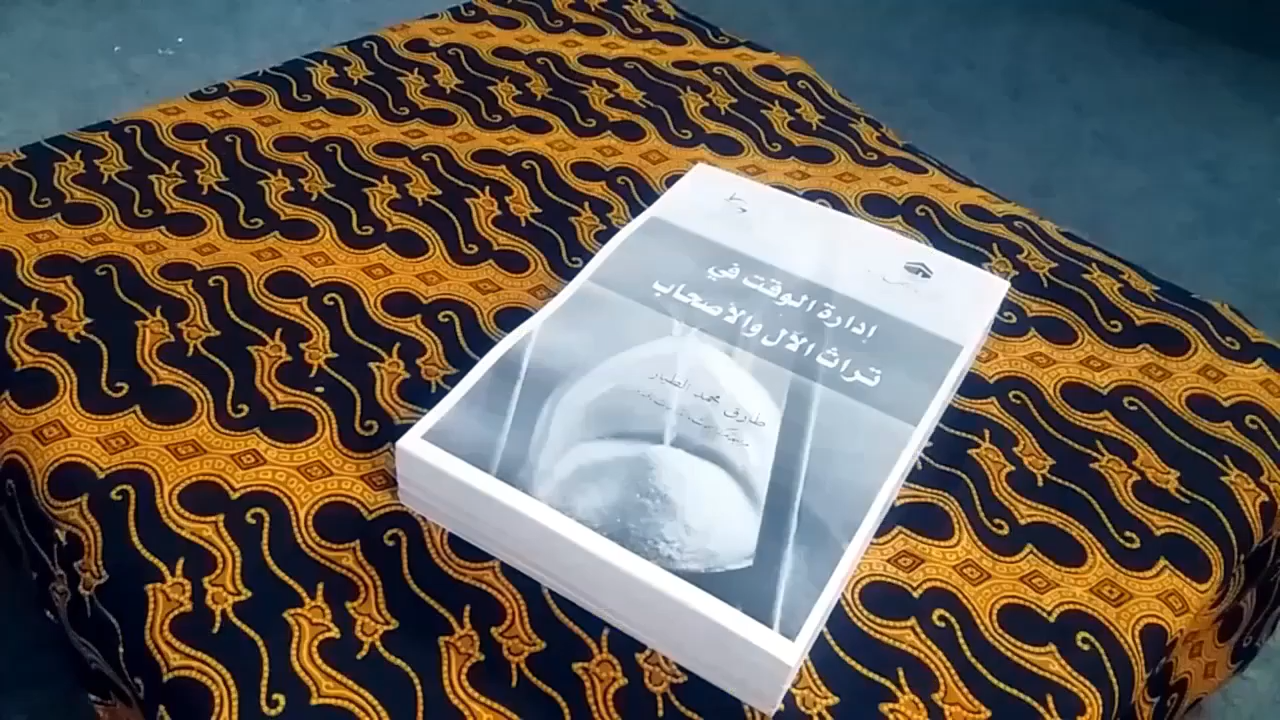 إدارة الوقت في
تراث الآل والأصحاب
طارق محمد الطيار